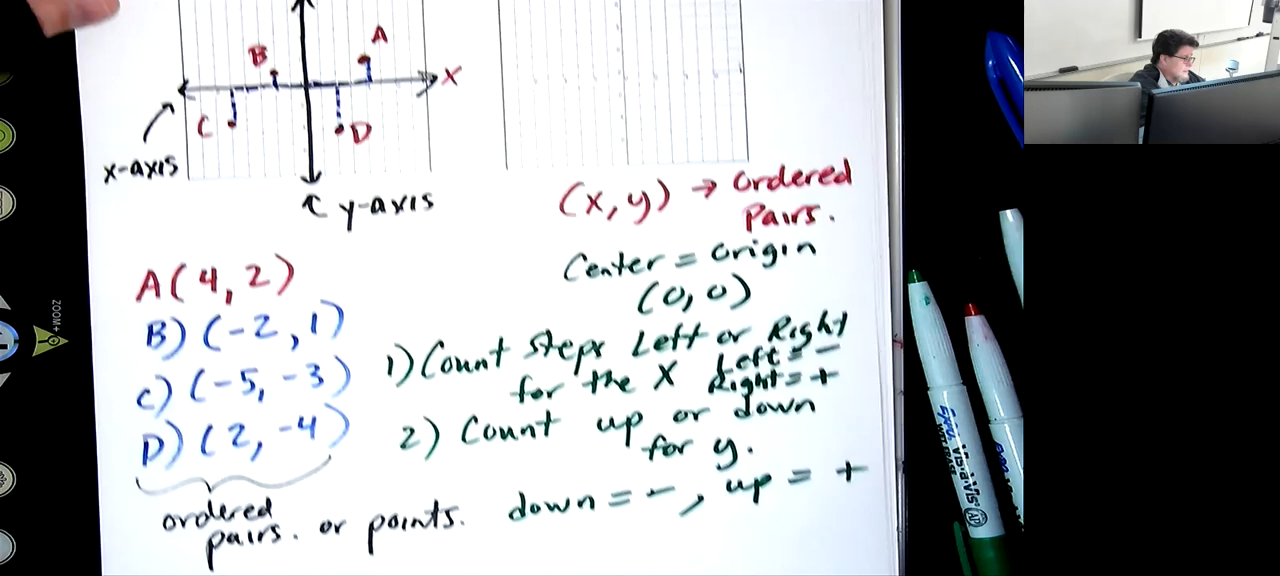 A
B
X
C
D
x-axis
y-axis
(x, y) → ordered
pairs.
Center = origin
(0, 0)
A(4, 2)
B) (-2, 1)
C) (-5, -3)
D) (2, -4)
ordered
pairs. or points.
1) Count steps Left or Right
for the X Left = -
Right = +
2) Count up or down
for y.
down = -, up = +
ZOOM+